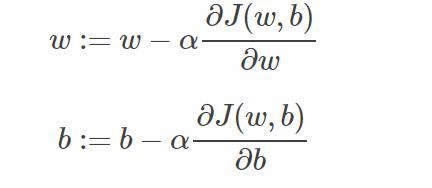 w := w − α ∂J(w, b) / ∂w
b := b − α ∂J(w, b) / ∂b